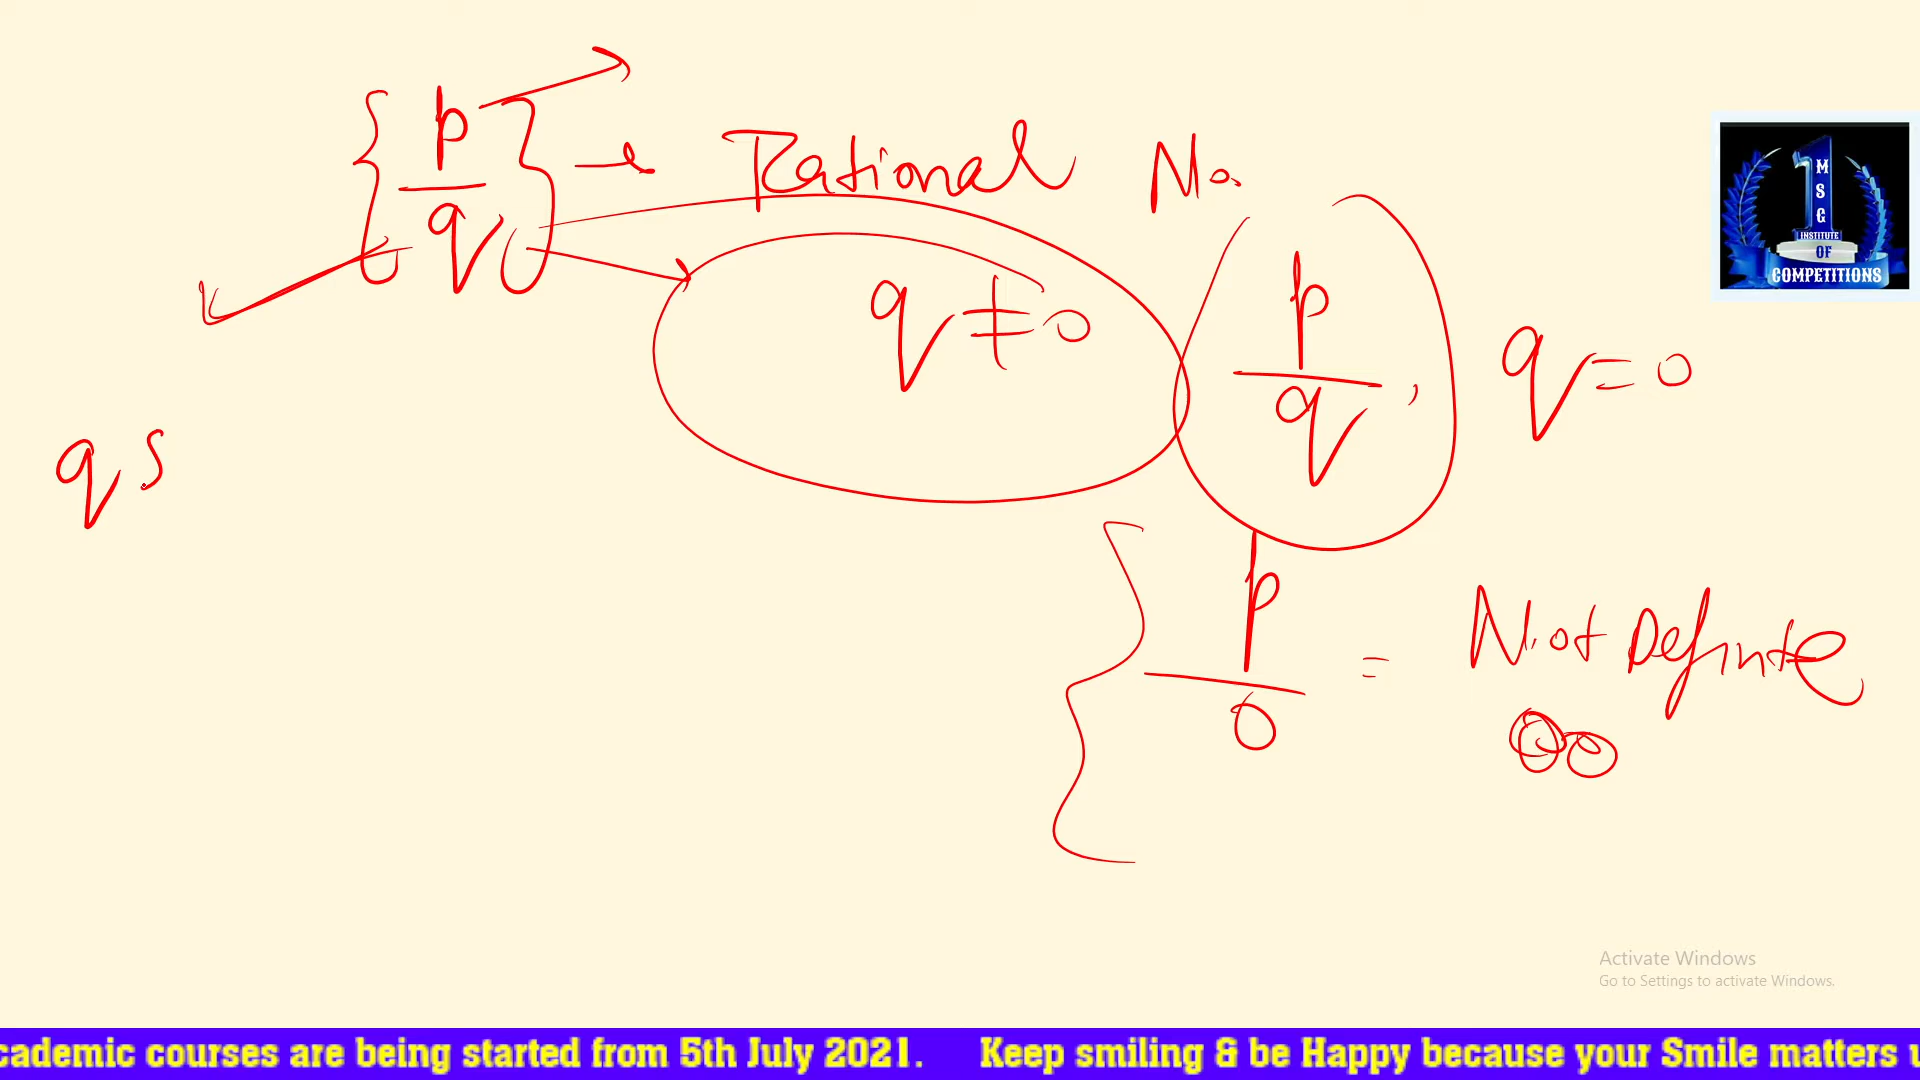 {p/q} → Rational No.
q ≠ 0
p/q, q = 0
q s
p/0 = Not Definite
∞
M
S
G
INSTITUTE
OF
COMPETITIONS
Activate Windows
Go to Settings to activate Windows.
cademic courses are being started from 5th July 2021. Keep smiling & be Happy because your Smile matters u